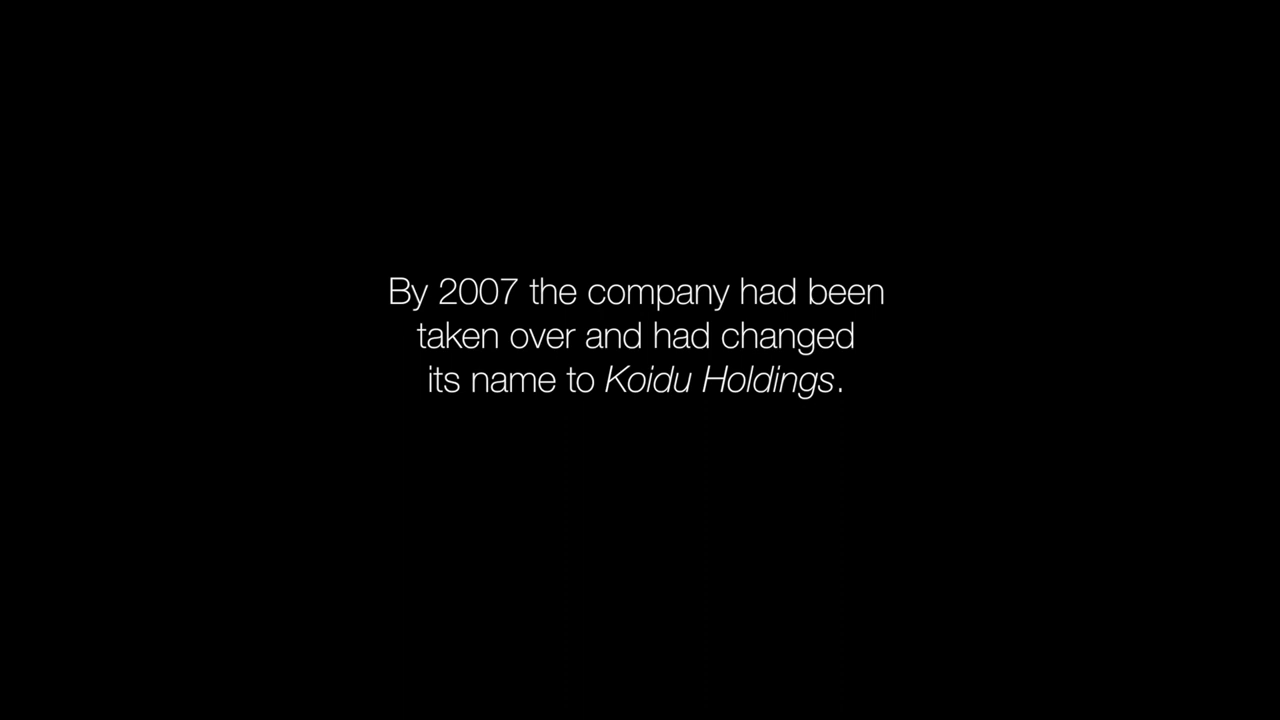 By 2007 the company had been
taken over and had changed
its name to Koidu Holdings.